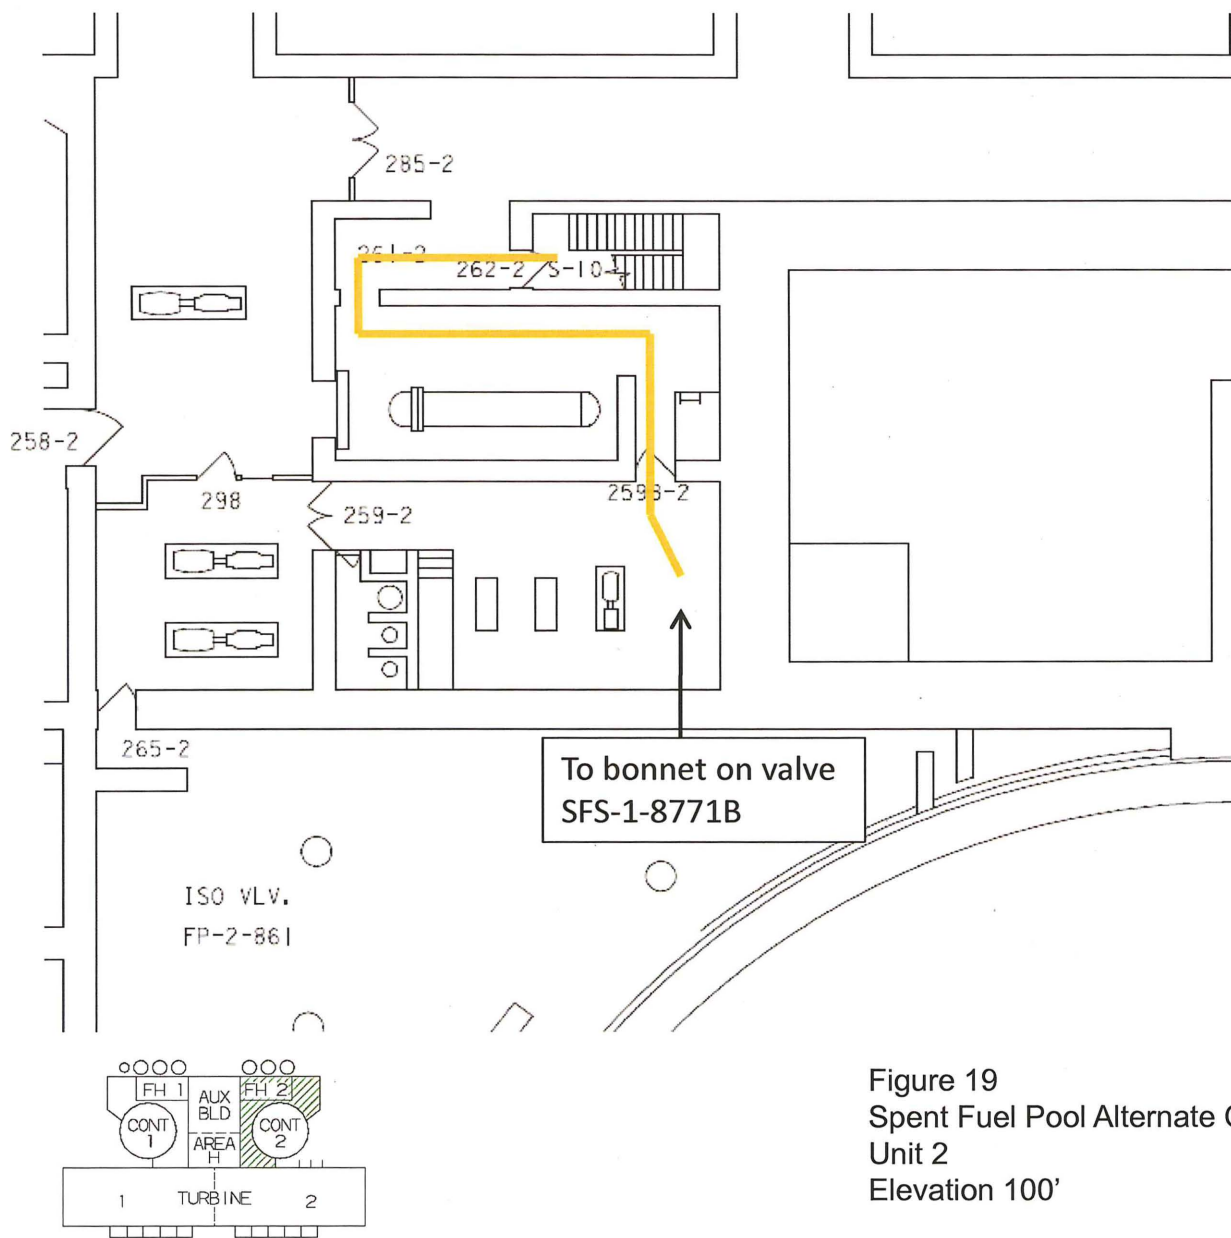 285-2
261-2
262-2 S-10
258-2
298
259-2
259B-2
265-2
To bonnet on valve
SFS-1-8771B
ISO VLV.
FP-2-861
FH 1
AUX
BLD
FH 2
CONT
1
AREA
H
CONT
2
1 TURBINE 2
Figure 19
Spent Fuel Pool Alternate
Unit 2
Elevation 100'